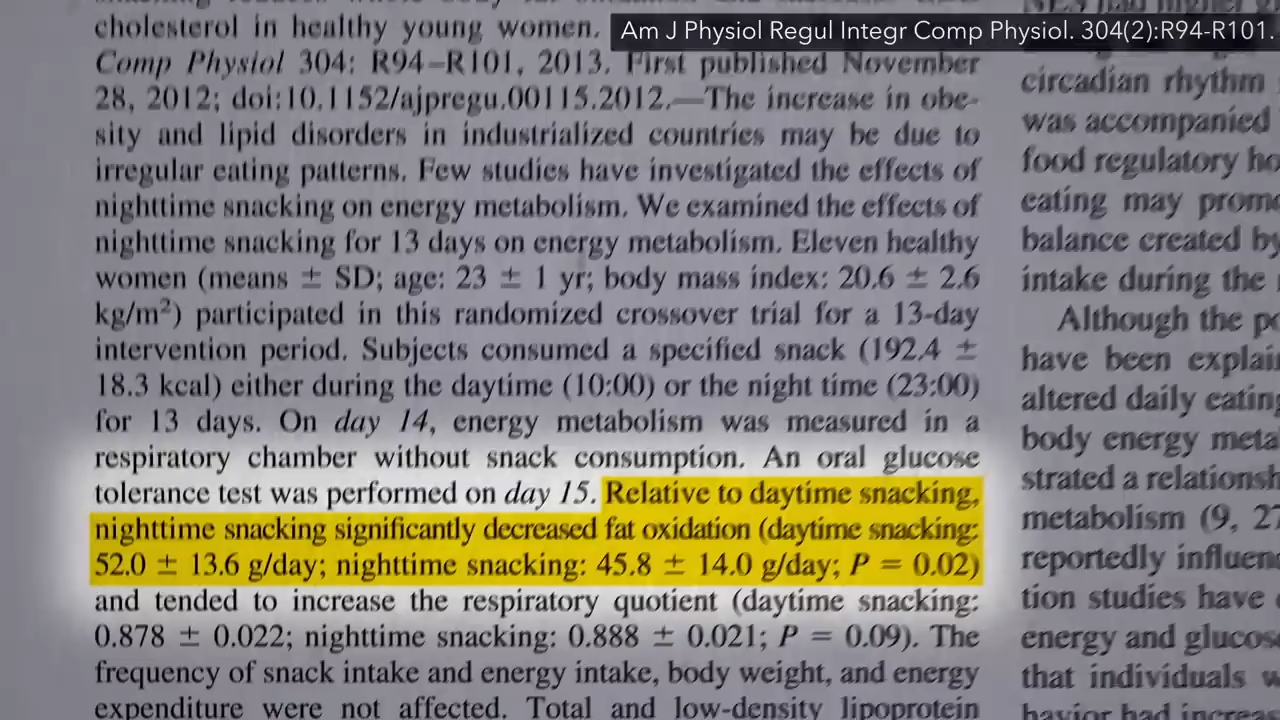 cholesterol in healthy young women.
Am J Physiol Regul Integr Comp Physiol. 304(2):R94-R101.
Comp Physiol 304: R94–R101, 2013. First published November
28, 2012; doi:10.1152/ajpregu.00115.2012.—The increase in obe-
sity and lipid disorders in industrialized countries may be due to
irregular eating patterns. Few studies have investigated the effects of
nighttime snacking on energy metabolism. We examined the effects of
nighttime snacking for 13 days on energy metabolism. Eleven healthy
women (means ± SD; age: 23 ± 1 yr; body mass index: 20.6 ± 2.6
kg/m²) participated in this randomized crossover trial for a 13-day
intervention period. Subjects consumed a specified snack (192.4 ±
18.3 kcal) either during the daytime (10:00) or the night time (23:00)
for 13 days. On day 14, energy metabolism was measured in a
respiratory chamber without snack consumption. An oral glucose
tolerance test was performed on day 15. Relative to daytime snacking,
nighttime snacking significantly decreased fat oxidation (daytime snacking:
52.0 ± 13.6 g/day; nighttime snacking: 45.8 ± 14.0 g/day; P = 0.02)
and tended to increase the respiratory quotient (daytime snacking:
0.878 ± 0.022; nighttime snacking: 0.888 ± 0.021; P = 0.09). The
frequency of snack intake and energy intake, body weight, and energy
expenditure were not affected. Total and low-density lipoprotein
circadian rhythm
was accompanied
food regulatory
eating may
balance created by
intake during the
Although the
have been
altered daily
body energy
strated a
metabolism (9,
reportedly
tion studies have
energy and
that individuals
havior had